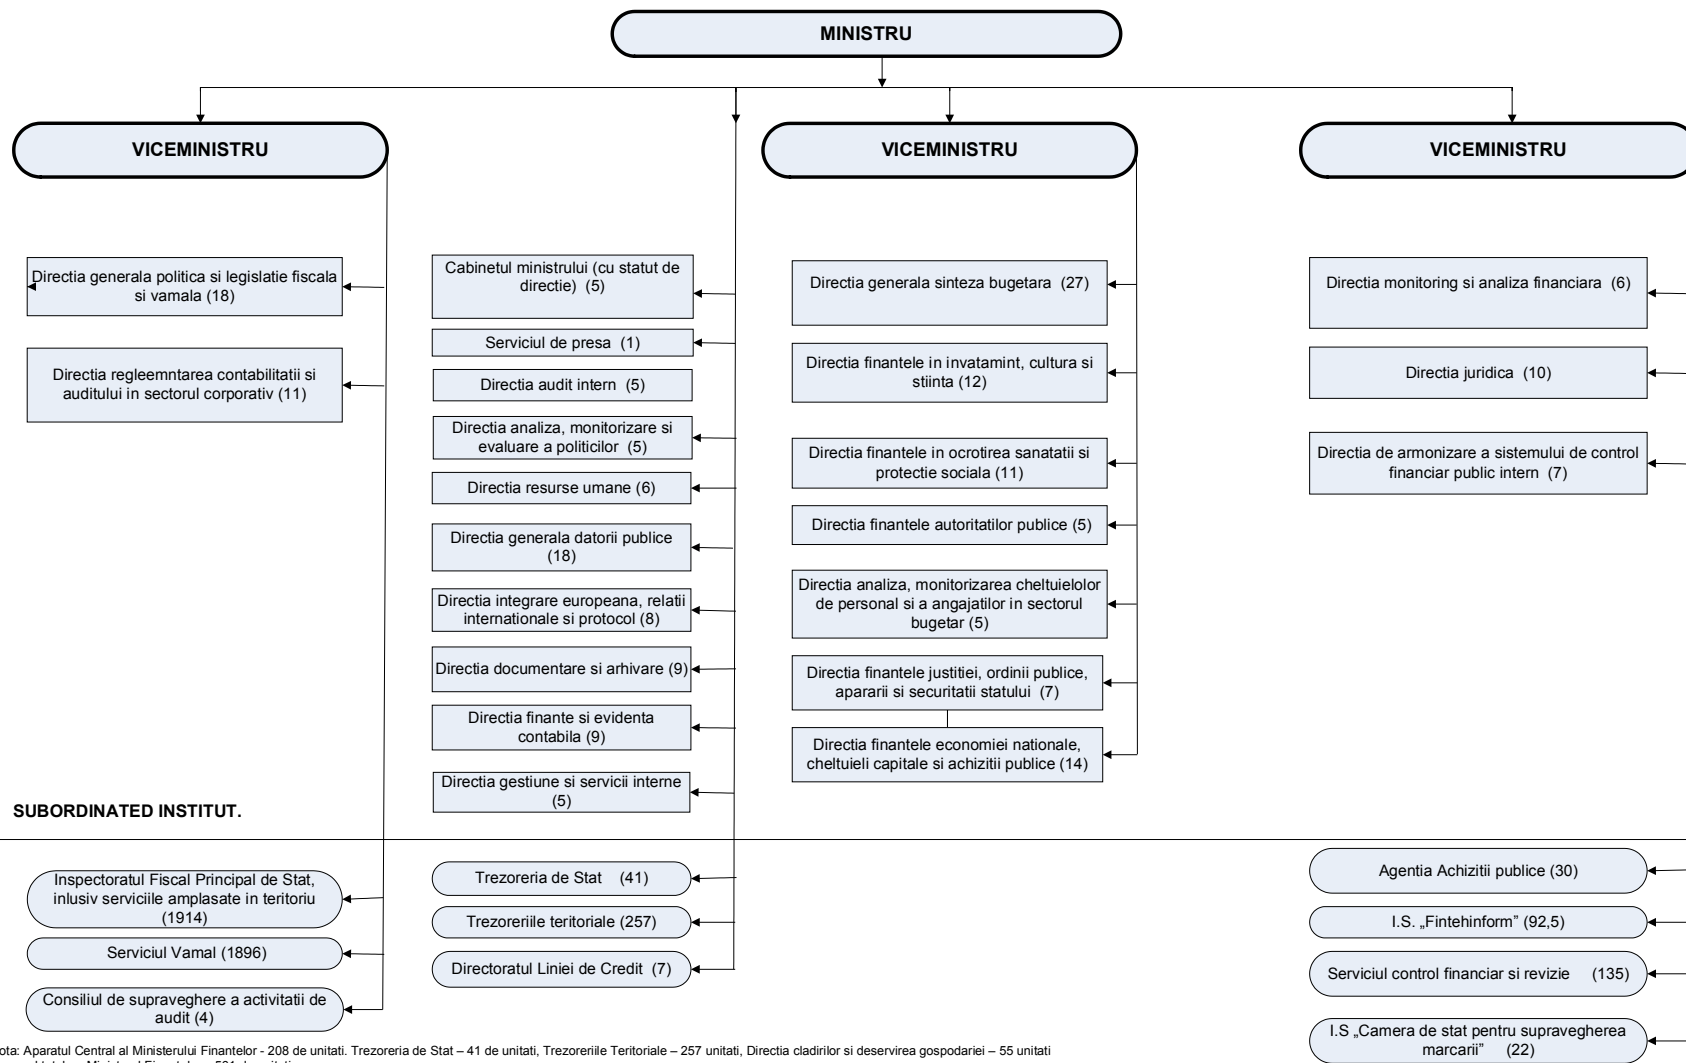 MINISTRU
VICEMINISTRU
VICEMINISTRU
VICEMINISTRU
Directia generala politica si legislatie fiscala
si vamala (18)
Directia regleemntarea contabilitatii si
auditului in sectorul corporativ (11)
Cabinetul ministrului (cu statut de
directie) (5)
Serviciul de presa (1)
Directia audit intern (5)
Directia analiza, monitorizare si
evaluare a politicilor (5)
Directia resurse umane (6)
Directia generala datorii publice
(18)
Directia integrare europeana, relatii
internationale si protocol (8)
Directia documentare si arhivare (9)
Directia finante si evidenta
contabila (9)
Directia gestiune si servicii interne
(5)
Directia generala sinteza bugetara (27)
Directia finantele in invatamint, cultura si
stiinta (12)
Directia finantele in ocrotirea sanatatii si
protectie sociala (11)
Directia finantele autoritatilor publice (5)
Directia analiza, monitorizarea cheltuielolor
de personal si a angajatilor in sectorul
bugetar (5)
Directia finantele justitiei, ordinii publice,
apararii si securitatii statului (7)
Directia finantele economiei nationale,
cheltuieli capitale si achizitii publice (14)
Directia monitoring si analiza financiara (6)
Directia juridica (10)
Directia de armonizare a sistemului de control
financiar public intern (7)
SUBORDINATED INSTITUT.
Inspectoratul Fiscal Principal de Stat,
inlusiv serviciile amplasate in teritoriu
(1914)
Serviciul Vamal (1896)
Consiliul de supraveghere a activitatii de
audit (4)
Trezoreria de Stat (41)
Trezoreriile teritoriale (257)
Directoratul Liniei de Credit (7)
Agentia Achizitii publice (30)
I.S. „Fintehinform” (92,5)
Serviciul control financiar si revizie (135)
I.S „Camera de stat pentru supravegherea
marcarii” (22)
ota: Aparatul Central al Ministerului Finantelor - 208 de unitati. Trezoreria de Stat – 41 de unitati, Trezoreriile Teritoriale – 257 unitati, Directia cladirilor si deservirea gospodariei – 55 unitati